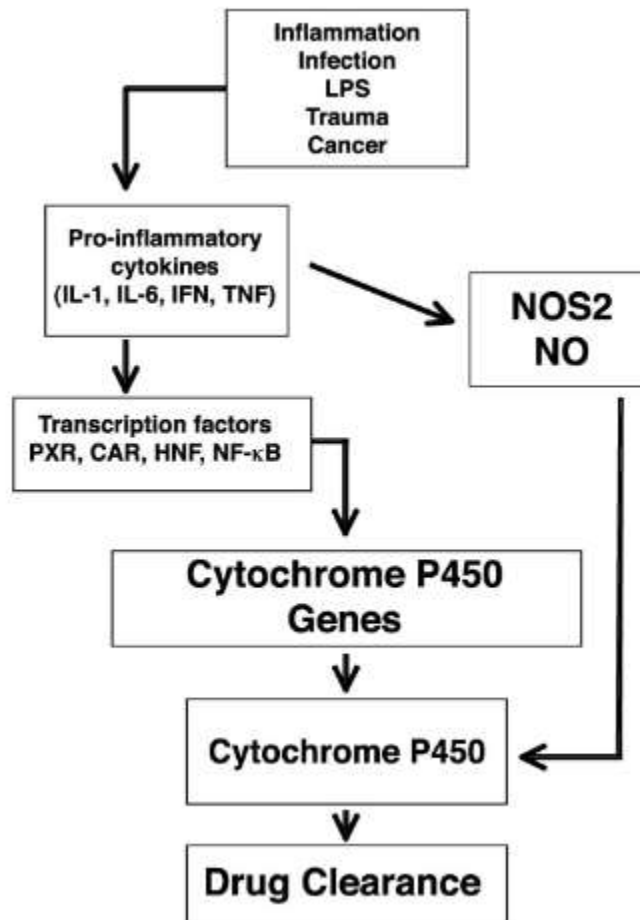 Inflammation
Infection
LPS
Trauma
Cancer
Pro-inflammatory
cytokines
(IL-1, IL-6, IFN, TNF)
NOS2
NO
Transcription factors
PXR, CAR, HNF, NF-κB
Cytochrome P450
Genes
Cytochrome P450
Drug Clearance